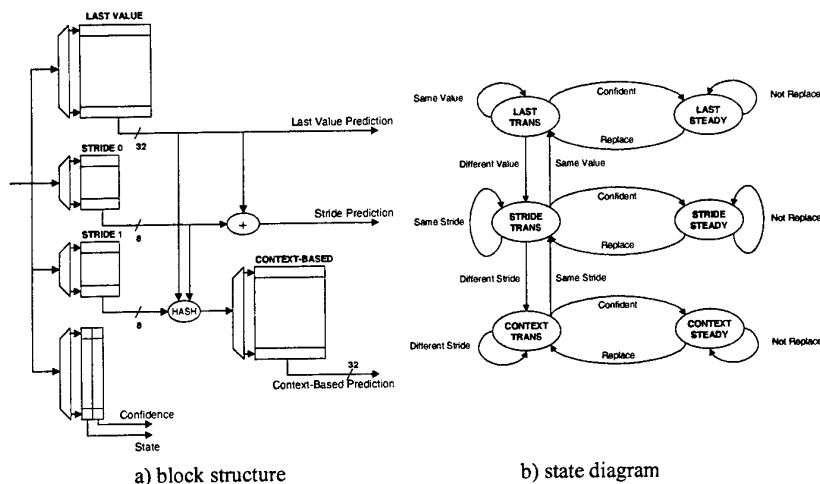 LAST VALUE
32
Last Value Prediction
STRIDE 0
8
+
Stride Prediction
STRIDE 1
8
HASH
CONTEXT-BASED
32
Context-Based Prediction
Confidence
State
a) block structure
Same Value
LAST
TRANS
Confident
LAST
STEADY
Not Replace
Replace
Different Value
Same Value
Same Stride
STRIDE
TRANS
Confident
STRIDE
STEADY
Not Replace
Replace
Different Stride
Same Stride
Different Stride
CONTEXT
TRANS
Confident
CONTEXT
STEADY
Not Replace
Replace
b) state diagram